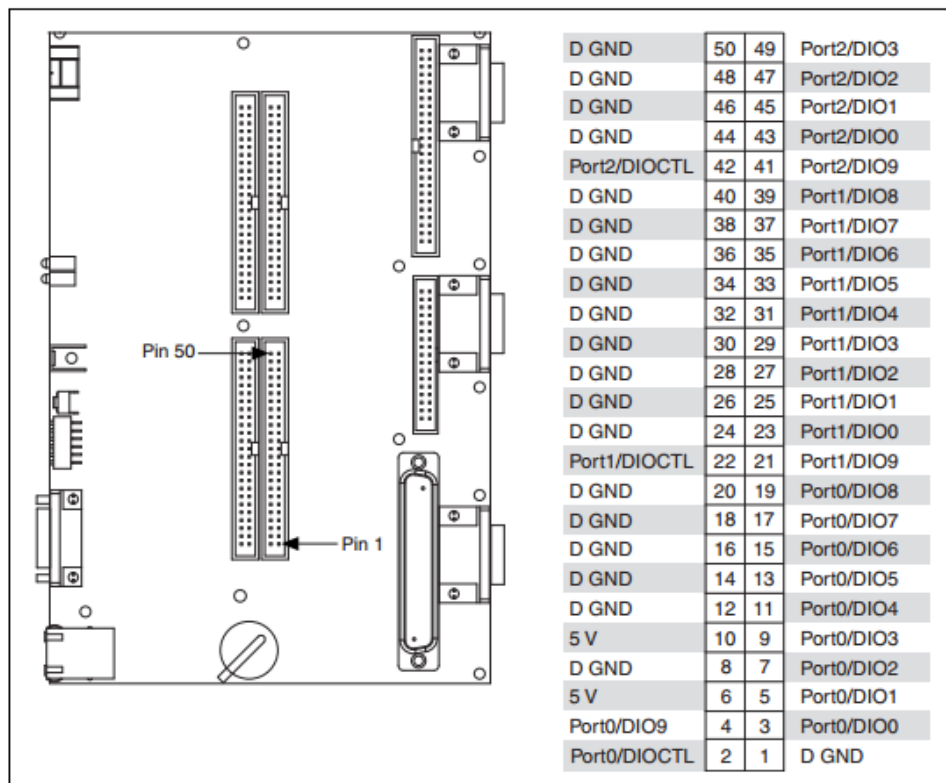 D GND 50 49 Port2/DIO3
D GND 48 47 Port2/DIO2
D GND 46 45 Port2/DIO1
D GND 44 43 Port2/DIO0
Port2/DIOCTL 42 41 Port2/DIO9
D GND 40 39 Port1/DIO8
D GND 38 37 Port1/DIO7
D GND 36 35 Port1/DIO6
D GND 34 33 Port1/DIO5
D GND 32 31 Port1/DIO4
D GND 30 29 Port1/DIO3
D GND 28 27 Port1/DIO2
D GND 26 25 Port1/DIO1
D GND 24 23 Port1/DIO0
Port1/DIOCTL 22 21 Port1/DIO9
D GND 20 19 Port0/DIO8
D GND 18 17 Port0/DIO7
D GND 16 15 Port0/DIO6
D GND 14 13 Port0/DIO5
D GND 12 11 Port0/DIO4
5 V 10 9 Port0/DIO3
D GND 8 7 Port0/DIO2
5 V 6 5 Port0/DIO1
Port0/DIO9 4 3 Port0/DIO0
Port0/DIOCTL 2 1 D GND
Pin 50
Pin 1